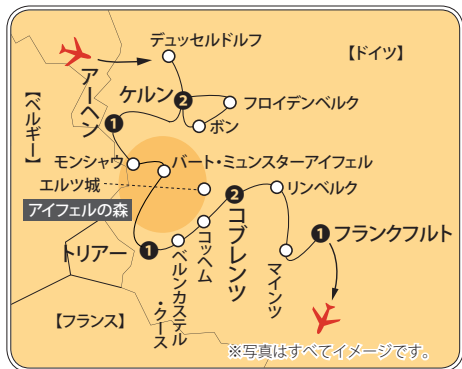 デュッセルドルフ
【ドイツ】
アーヘン
ケルン
2
フロイデンベルク
【ベルギー】
1
ボン
モンシャウ
バート・ミュンスターアイフェル
エルツ城
2
リンベルク
アイフェルの森
コブレンツ
1
フランクフルト
トリアー
1
コッヘム
ベルンカステル
・クース
マインツ
【フランス】
※写真はすべてイメージです。